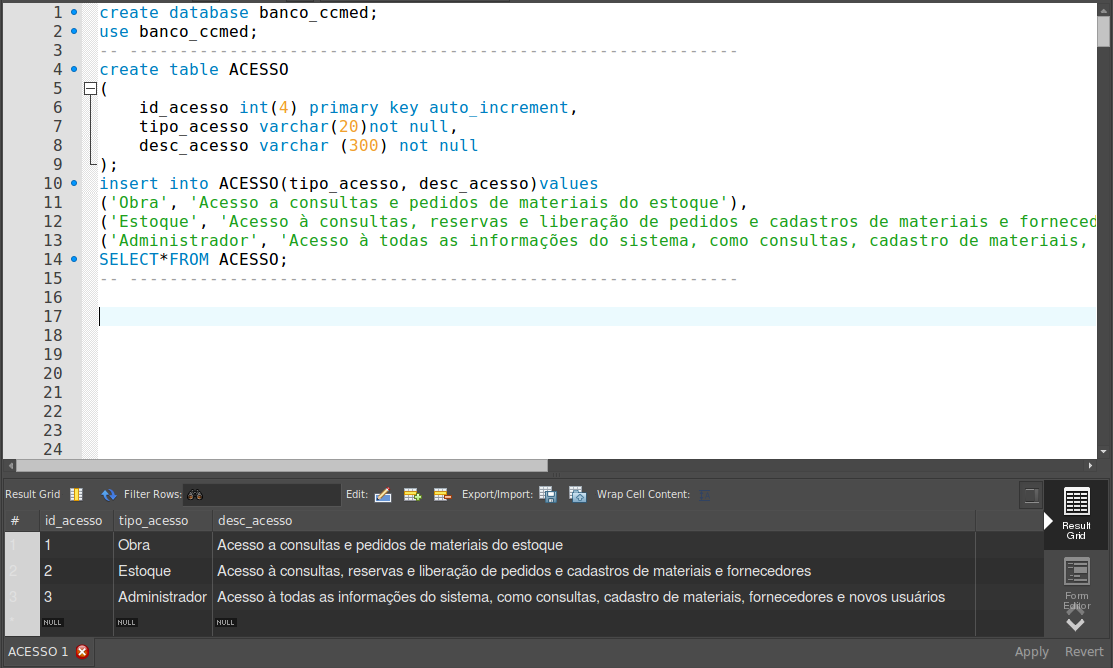 1 create database banco_ccmed;
2 use banco_ccmed;
3 -- -------------------------------------------------------------
4 create table ACESSO
5 (
6 id_acesso int(4) primary key auto_increment,
7 tipo_acesso varchar(20)not null,
8 desc_acesso varchar (300) not null
9 );
10 insert into ACESSO(tipo_acesso, desc_acesso)values
11 ('Obra', 'Acesso a consultas e pedidos de materiais do estoque'),
12 ('Estoque', 'Acesso à consultas, reservas e liberação de pedidos e cadastros de materiais e forneced
13 ('Administrador', 'Acesso à todas as informações do sistema, como consultas, cadastro de materiais,
14 SELECT*FROM ACESSO;
15 -- -------------------------------------------------------------
16
17
18
19
20
21
22
23
24
Result Grid Filter Rows: Edit: Export/Import: Wrap Cell Content:
# id_acesso tipo_acesso desc_acesso
1 1 Obra Acesso a consultas e pedidos de materiais do estoque
2 2 Estoque Acesso à consultas, reservas e liberação de pedidos e cadastros de materiais e fornecedores
3 3 Administrador Acesso à todas as informações do sistema, como consultas, cadastro de materiais, fornecedores e novos usuários
* NULL NULL NULL
Result
Grid
Form
Editor
ACESSO 1 Apply Revert